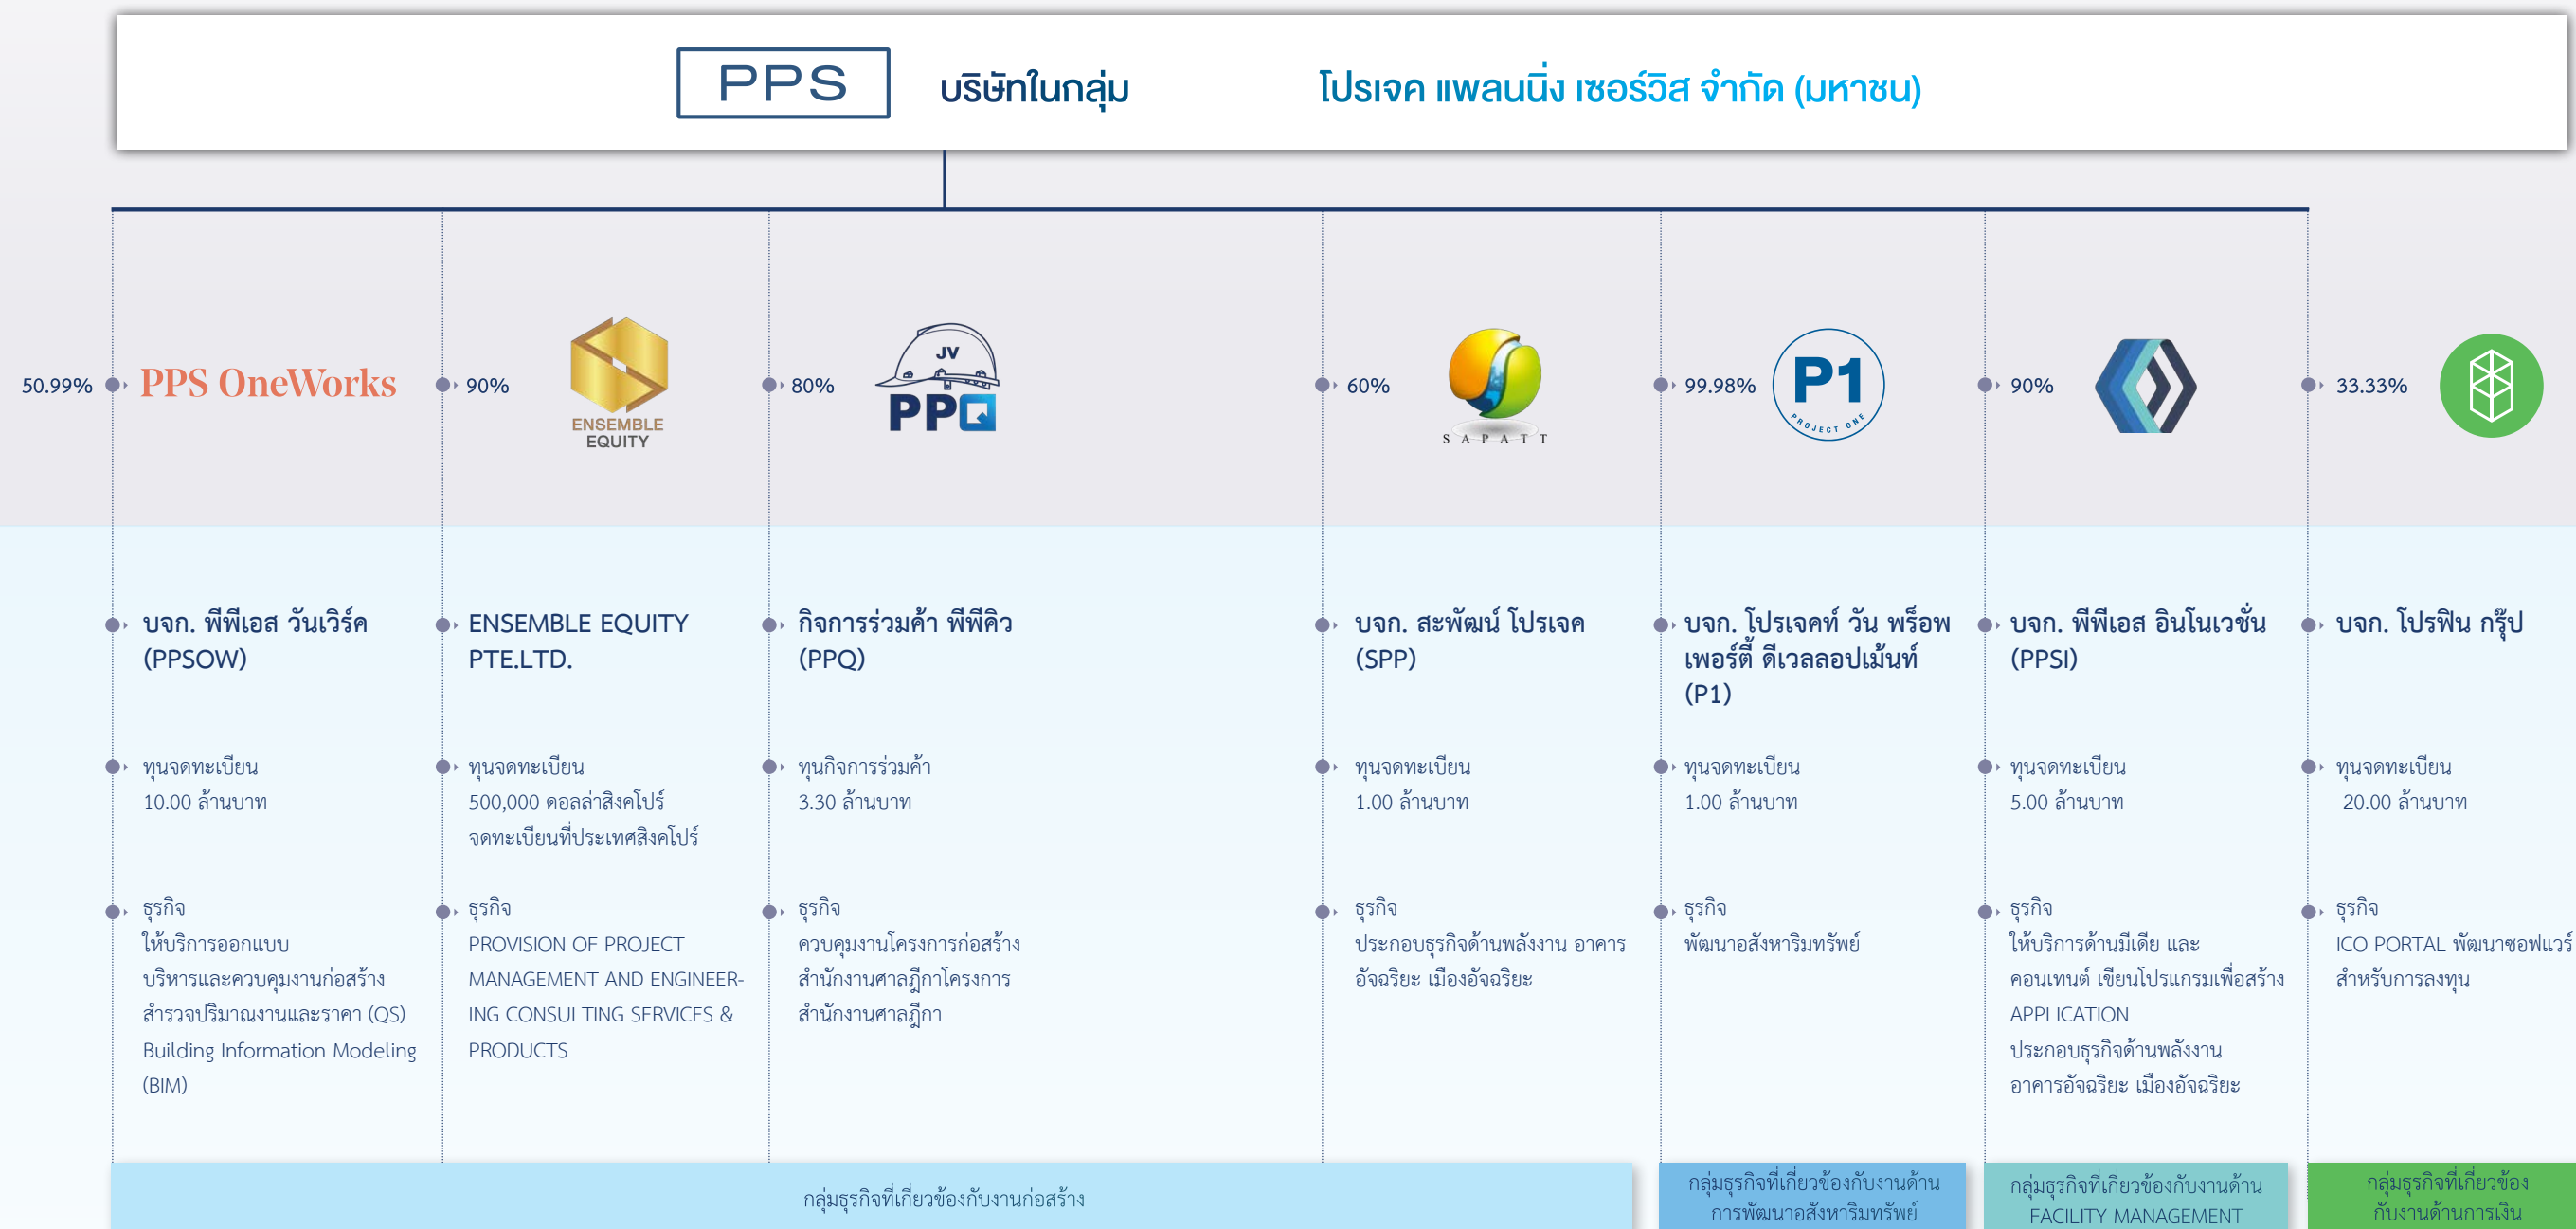 PPS บริษัทในกลุ่ม โปรเจค แพลนนิ่ง เซอร์วิส จำกัด (มหาชน)
50.99%
PPS OneWorks
90%
ENSEMBLE
EQUITY
80%
JV
PPQ
60%
SAPATT
99.98%
P1
PROJECT ONE
90%
33.33%
บจก. พีพีเอส วันเวิร์ค
(PPSOW)
ทุนจดทะเบียน
10.00 ล้านบาท
ธุรกิจ
ให้บริการออกแบบ
บริหารและควบคุมงานก่อสร้าง
สำรวจปริมาณงานและราคา (QS)
Building Information Modeling
(BIM)
ENSEMBLE EQUITY
PTE.LTD.
ทุนจดทะเบียน
500,000 ดอลล่าสิงคโปร์
จดทะเบียนที่ประเทศสิงคโปร์
ธุรกิจ
PROVISION OF PROJECT
MANAGEMENT AND ENGINEER-
ING CONSULTING SERVICES &
PRODUCTS
กิจการร่วมค้า พีพีคิว
(PPQ)
ทุนกิจการร่วมค้า
3.30 ล้านบาท
ธุรกิจ
ควบคุมงานโครงการก่อสร้าง
สำนักงานศาลฎีกาโครงการ
สำนักงานศาลฎีกา
บจก. สะพัฒน์ โปรเจค
(SPP)
ทุนจดทะเบียน
1.00 ล้านบาท
ธุรกิจ
ประกอบธุรกิจด้านพลังงาน อาคาร
อัจฉริยะ เมืองอัจฉริยะ
บจก. โปรเจคท์ วัน พร็อพ
เพอร์ตี้ ดีเวลลอปเม้นท์
(P1)
ทุนจดทะเบียน
1.00 ล้านบาท
ธุรกิจ
พัฒนาอสังหาริมทรัพย์
บจก. พีพีเอส อินโนเวชั่น
(PPSI)
ทุนจดทะเบียน
5.00 ล้านบาท
ธุรกิจ
ให้บริการด้านมีเดีย และ
คอนเทนต์ เขียนโปรแกรมเพื่อสร้าง
APPLICATION
ประกอบธุรกิจด้านพลังงาน
อาคารอัจฉริยะ เมืองอัจฉริยะ
บจก. โปรฟิน กรุ๊ป
ทุนจดทะเบียน
20.00 ล้านบาท
ธุรกิจ
ICO PORTAL พัฒนาซอฟแวร์
สำหรับการลงทุน
กลุ่มธุรกิจที่เกี่ยวข้องกับงานก่อสร้าง
กลุ่มธุรกิจที่เกี่ยวข้องกับงานด้าน
การพัฒนาอสังหาริมทรัพย์
กลุ่มธุรกิจที่เกี่ยวข้องกับงานด้าน
FACILITY MANAGEMENT
กลุ่มธุรกิจที่เกี่ยวข้อง
กับงานด้านการเงิน